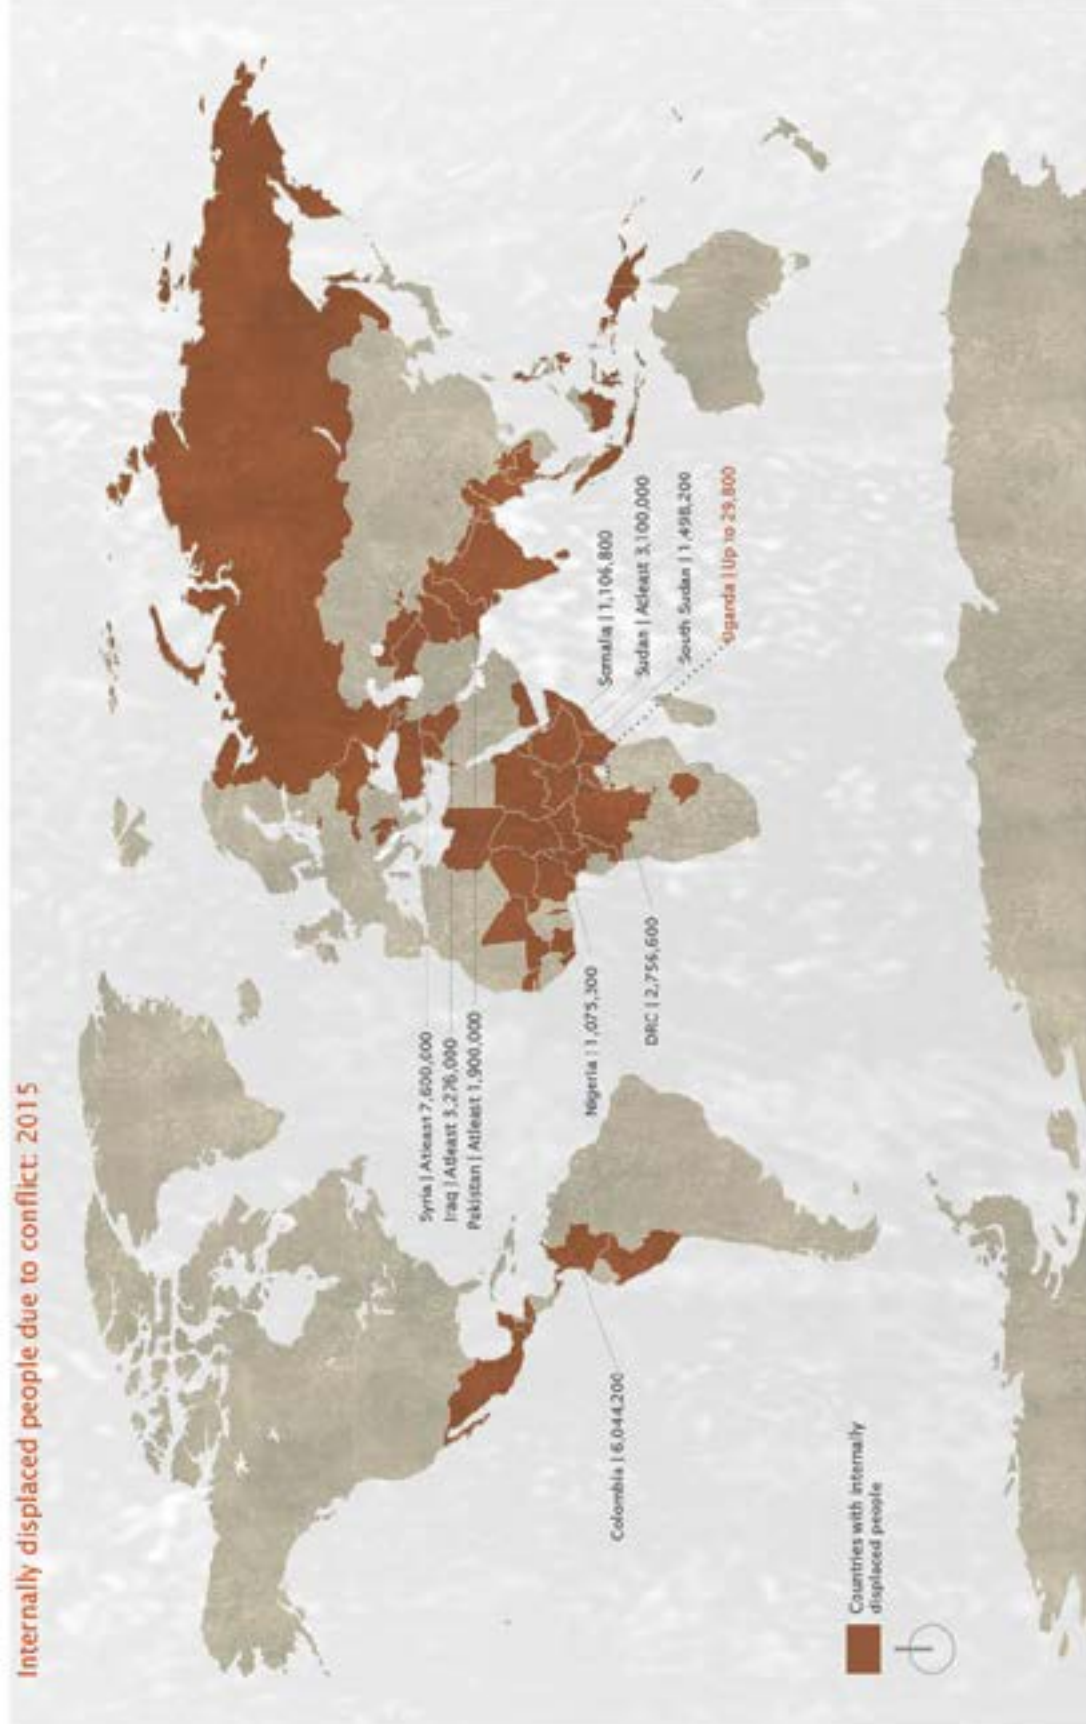 Internally displaced people due to conflict: 2015
Syria | Atleast 7,600,000
Iraq | Atleast 3,276,000
Pakistan | Atleast 1,900,000
Somalia | 1,106,800
Sudan | Atleast 3,100,000
South Sudan | 1,498,200
Uganda | Up to 29,800
Nigeria | 1,075,300
DRC | 2,756,600
Colombia | 6,044,200
Countries with internally
displaced people